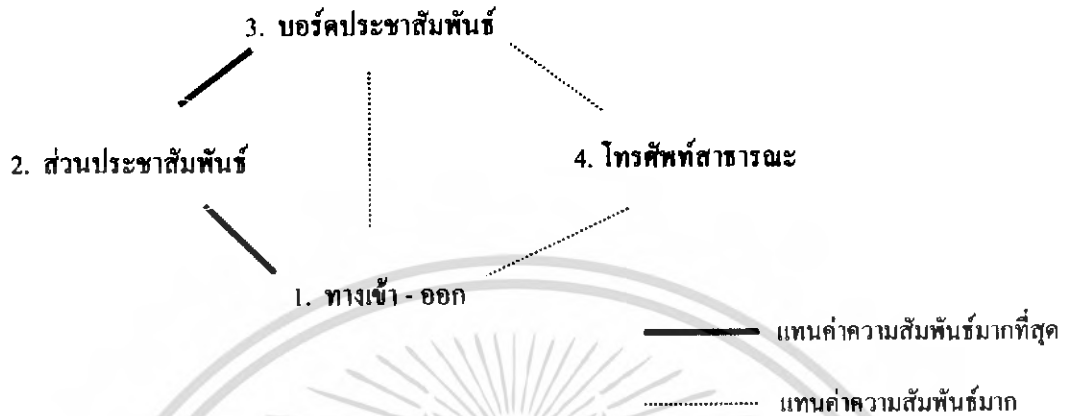 3. บอร์ดประชาสัมพันธ์
2. ส่วนประชาสัมพันธ์
4. โทรศัพท์สาธารณะ
1. ทางเข้า - ออก
แทนค่าความสัมพันธ์มากที่สุด
แทนค่าความสัมพันธ์มาก